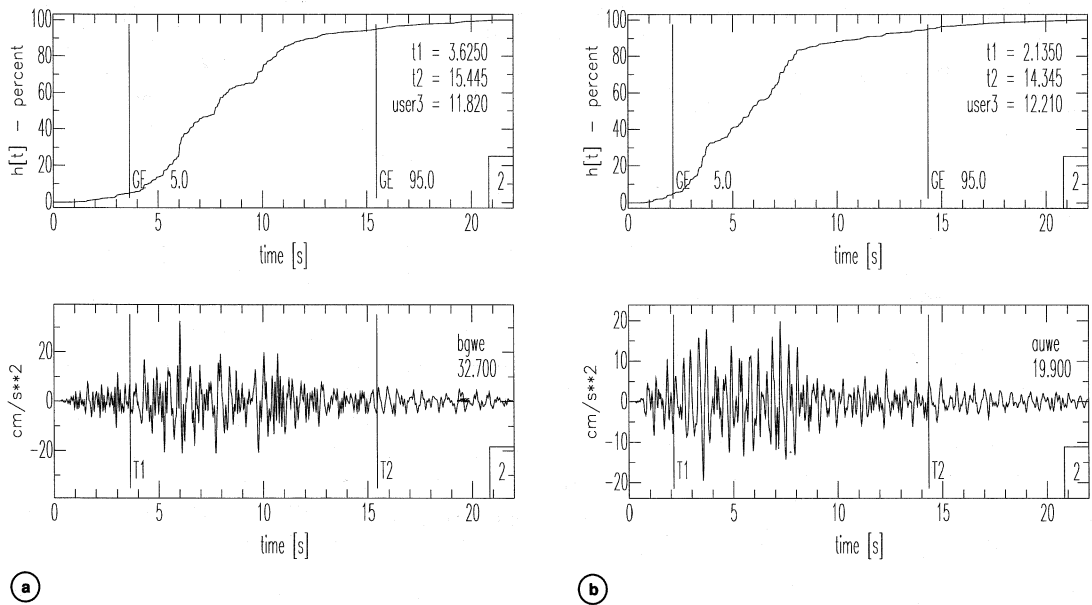 100
80
60
40
20
0
h[t] – percent
t1 = 3.6250
t2 = 15.445
user3 = 11.820
GE 5.0
GE 95.0
2
0 5 10 15 20
time [s]
20
0
-20
cm/s**2
bgwe
32.700
T1
T2
2
0 5 10 15 20
time [s]
a
100
80
60
40
20
0
h[t] – percent
t1 = 2.1350
t2 = 14.345
user3 = 12.210
GE 5.0
GE 95.0
2
0 5 10 15 20
time [s]
20
10
0
-10
-20
cm/s**2
auwe
19.900
T1
T2
2
0 5 10 15 20
time [s]
b